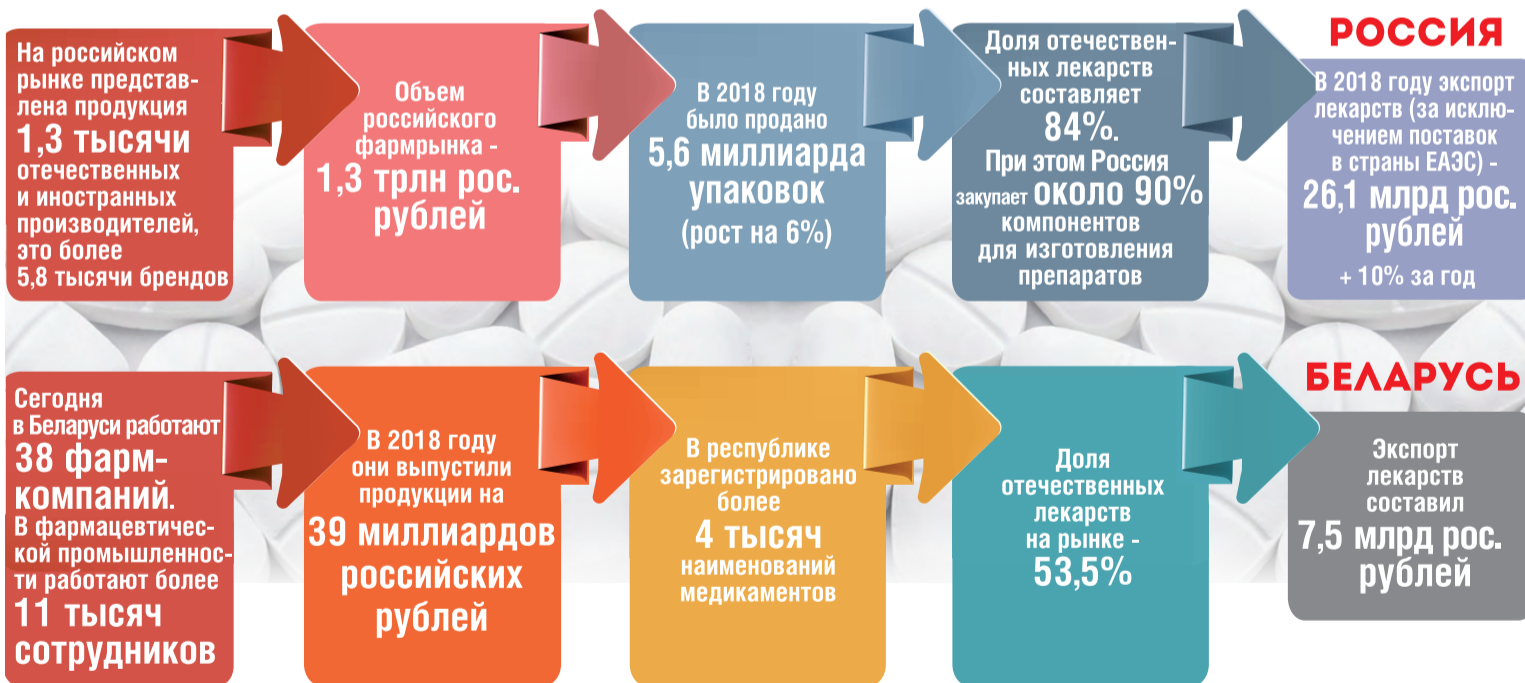 На российском
рынке представ-
лена продукция
1,3 тысячи
отечественных
и иностранных
производителей,
это более
5,8 тысячи брендов
Объем
российского
фармрынка -
1,3 трлн рос.
рублей
В 2018 году
было продано
5,6 миллиарда
упаковок
(рост на 6%)
Доля отечествен-
ных лекарств
составляет
84%.
При этом Россия
закупает около 90%
компонентов
для изготовления
препаратов
РОССИЯ
В 2018 году экспорт
лекарств (за исклю-
чением поставок
в страны ЕАЭС) -
26,1 млрд рос.
рублей
+ 10% за год
Сегодня
в Беларуси работают
38 фарм-
компаний.
В фармацевтичес-
кой промышленнос-
ти работают более
11 тысяч
сотрудников
В 2018 году
они выпустили
продукции на
39 миллиардов
российских
рублей
В республике
зарегистрировано
более
4 тысяч
наименований
медикаментов
Доля
отечественных
лекарств
на рынке -
53,5%
БЕЛАРУСЬ
Экспорт
лекарств
составил
7,5 млрд рос.
рублей